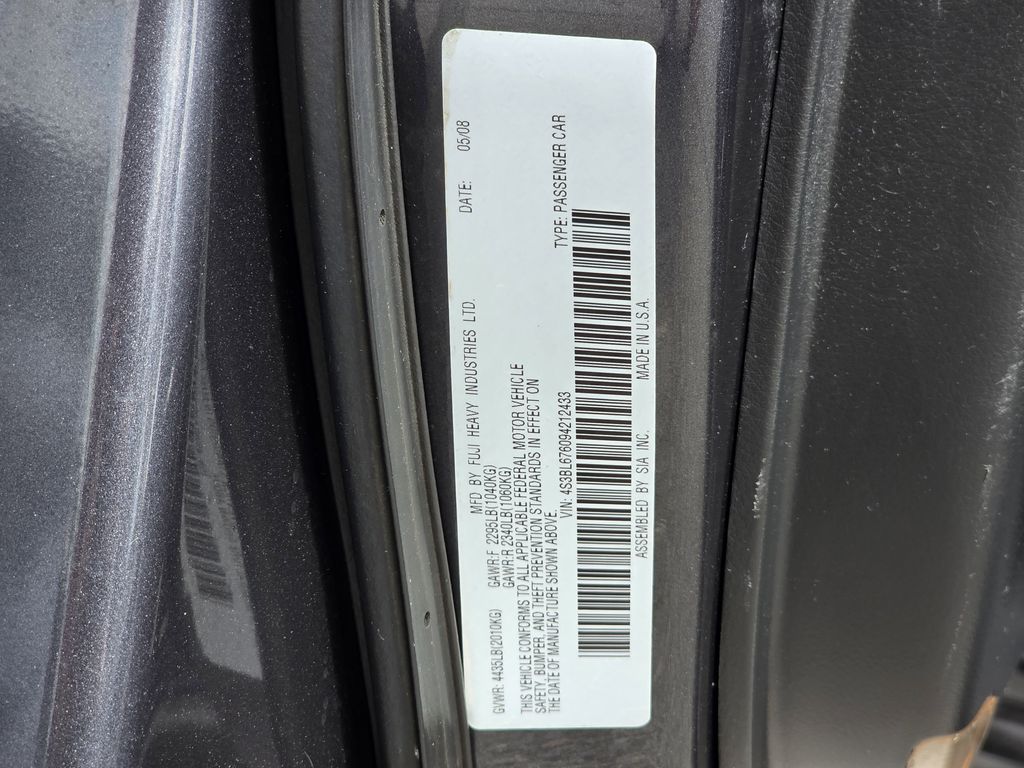 MFD BY FUJI HEAVY INDUSTRIES LTD. DATE: 05/08
GVWR: 4435LB(2010KG) GAWR:F 2295LB(1040KG)
GAWR:R 2340LB(1060KG)
THIS VEHICLE CONFORMS TO ALL APPLICABLE FEDERAL MOTOR VEHICLE
SAFETY, BUMPER, AND THEFT PREVENTION STANDARDS IN EFFECT ON
THE DATE OF MANUFACTURE SHOWN ABOVE.
VIN: 4S3BL676094212433 TYPE: PASSENGER CAR
ASSEMBLED BY SIA INC. MADE IN U.S.A.